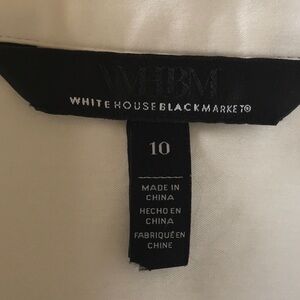 WHBM
WHITE HOUSE BLACK MARKET®
10
MADE IN
CHINA
HECHO EN
CHINA
FABRIQUÉ EN
CHINE